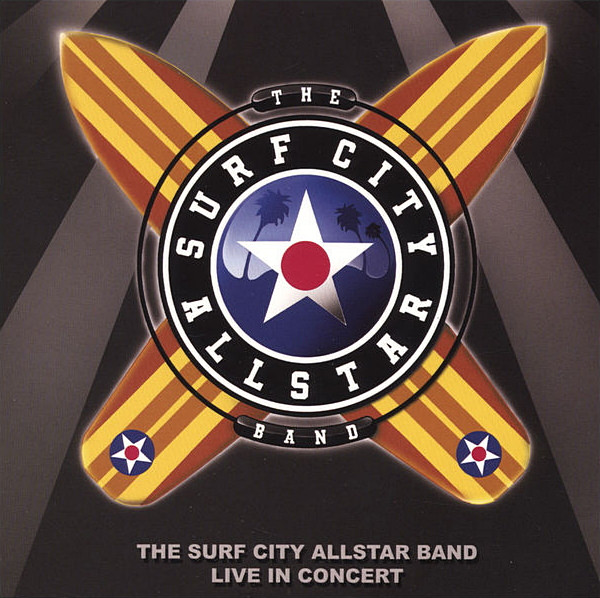 THE
SURF CITY
ALLSTAR
BAND
THE SURF CITY ALLSTAR BAND
LIVE IN CONCERT